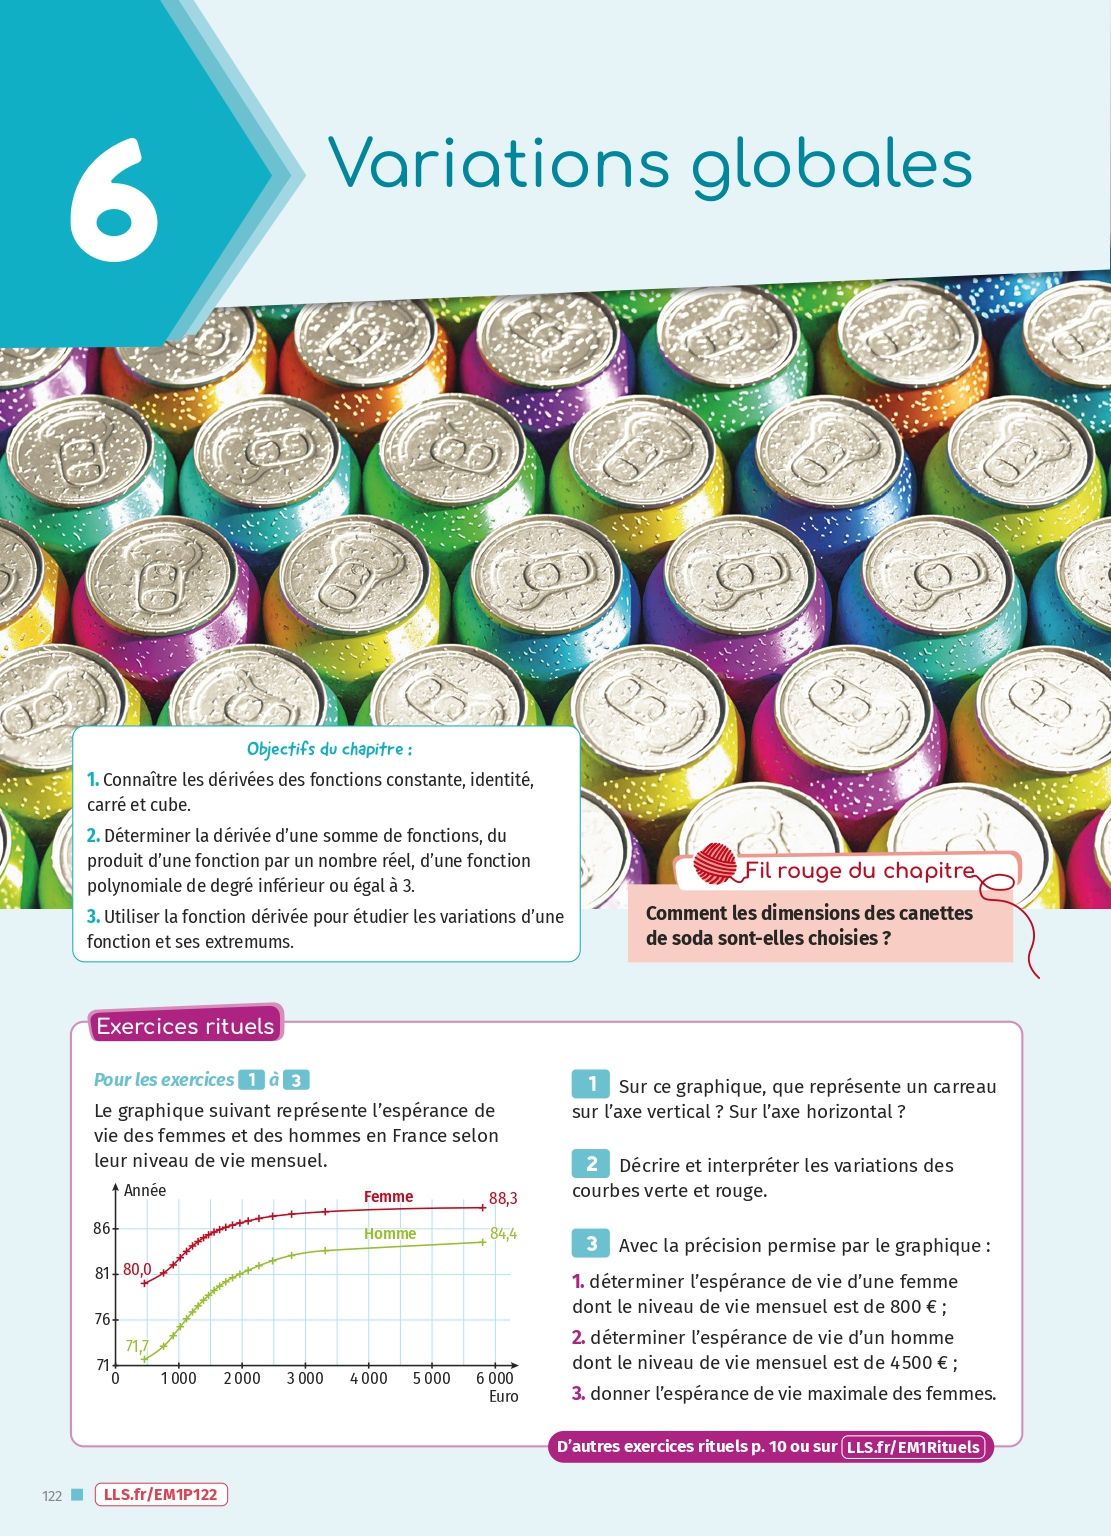 6
Variations globales
Objectifs du chapitre :
1. Connaître les dérivées des fonctions constante, identité,
carré et cube.
2. Déterminer la dérivée d'une somme de fonctions, du
produit d'une fonction par un nombre réel, d'une fonction
polynomiale de degré inférieur ou égal à 3.
3. Utiliser la fonction dérivée pour étudier les variations d'une
fonction et ses extremums.
Fil rouge du chapitre
Comment les dimensions des canettes
de soda sont-elles choisies ?
Exercices rituels
Pour les exercices 1 à 3
Le graphique suivant représente l'espérance de
vie des femmes et des hommes en France selon
leur niveau de vie mensuel.
Année
Femme
88,3
86
Homme
84,4
81
80,0
76
71,7
71
0 1 000 2 000 3 000 4 000 5 000 6 000
Euro
1 Sur ce graphique, que représente un carreau
sur l'axe vertical ? Sur l'axe horizontal ?
2 Décrire et interpréter les variations des
courbes verte et rouge.
3 Avec la précision permise par le graphique :
1. déterminer l'espérance de vie d'une femme
dont le niveau de vie mensuel est de 800 € ;
2. déterminer l'espérance de vie d'un homme
dont le niveau de vie mensuel est de 4 500 € ;
3. donner l'espérance de vie maximale des femmes.
D'autres exercices rituels p. 10 ou sur LLS.fr/EM1Rituels
122 LLS.fr/EM1P122